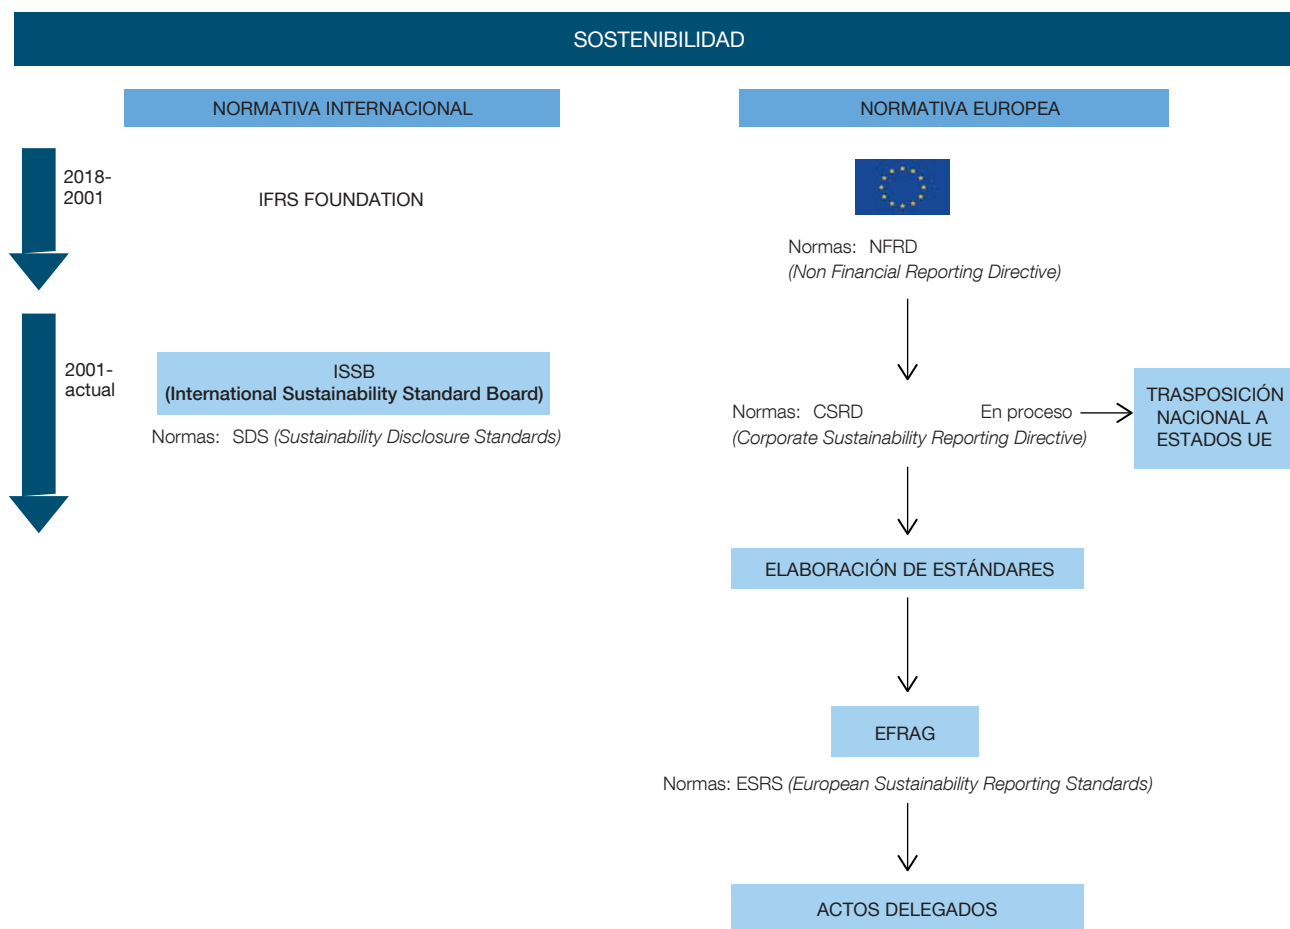 SOSTENIBILIDAD
NORMATIVA INTERNACIONAL
NORMATIVA EUROPEA
2018-
2001
IFRS FOUNDATION
Normas: NFRD
(Non Financial Reporting Directive)
2001-
actual
ISSB
(International Sustainability Standard Board)
Normas: SDS (Sustainability Disclosure Standards)
Normas: CSRD
(Corporate Sustainability Reporting Directive)
En proceso
TRASPOSICIÓN
NACIONAL A
ESTADOS UE
ELABORACIÓN DE ESTÁNDARES
EFRAG
Normas: ESRS (European Sustainability Reporting Standards)
ACTOS DELEGADOS